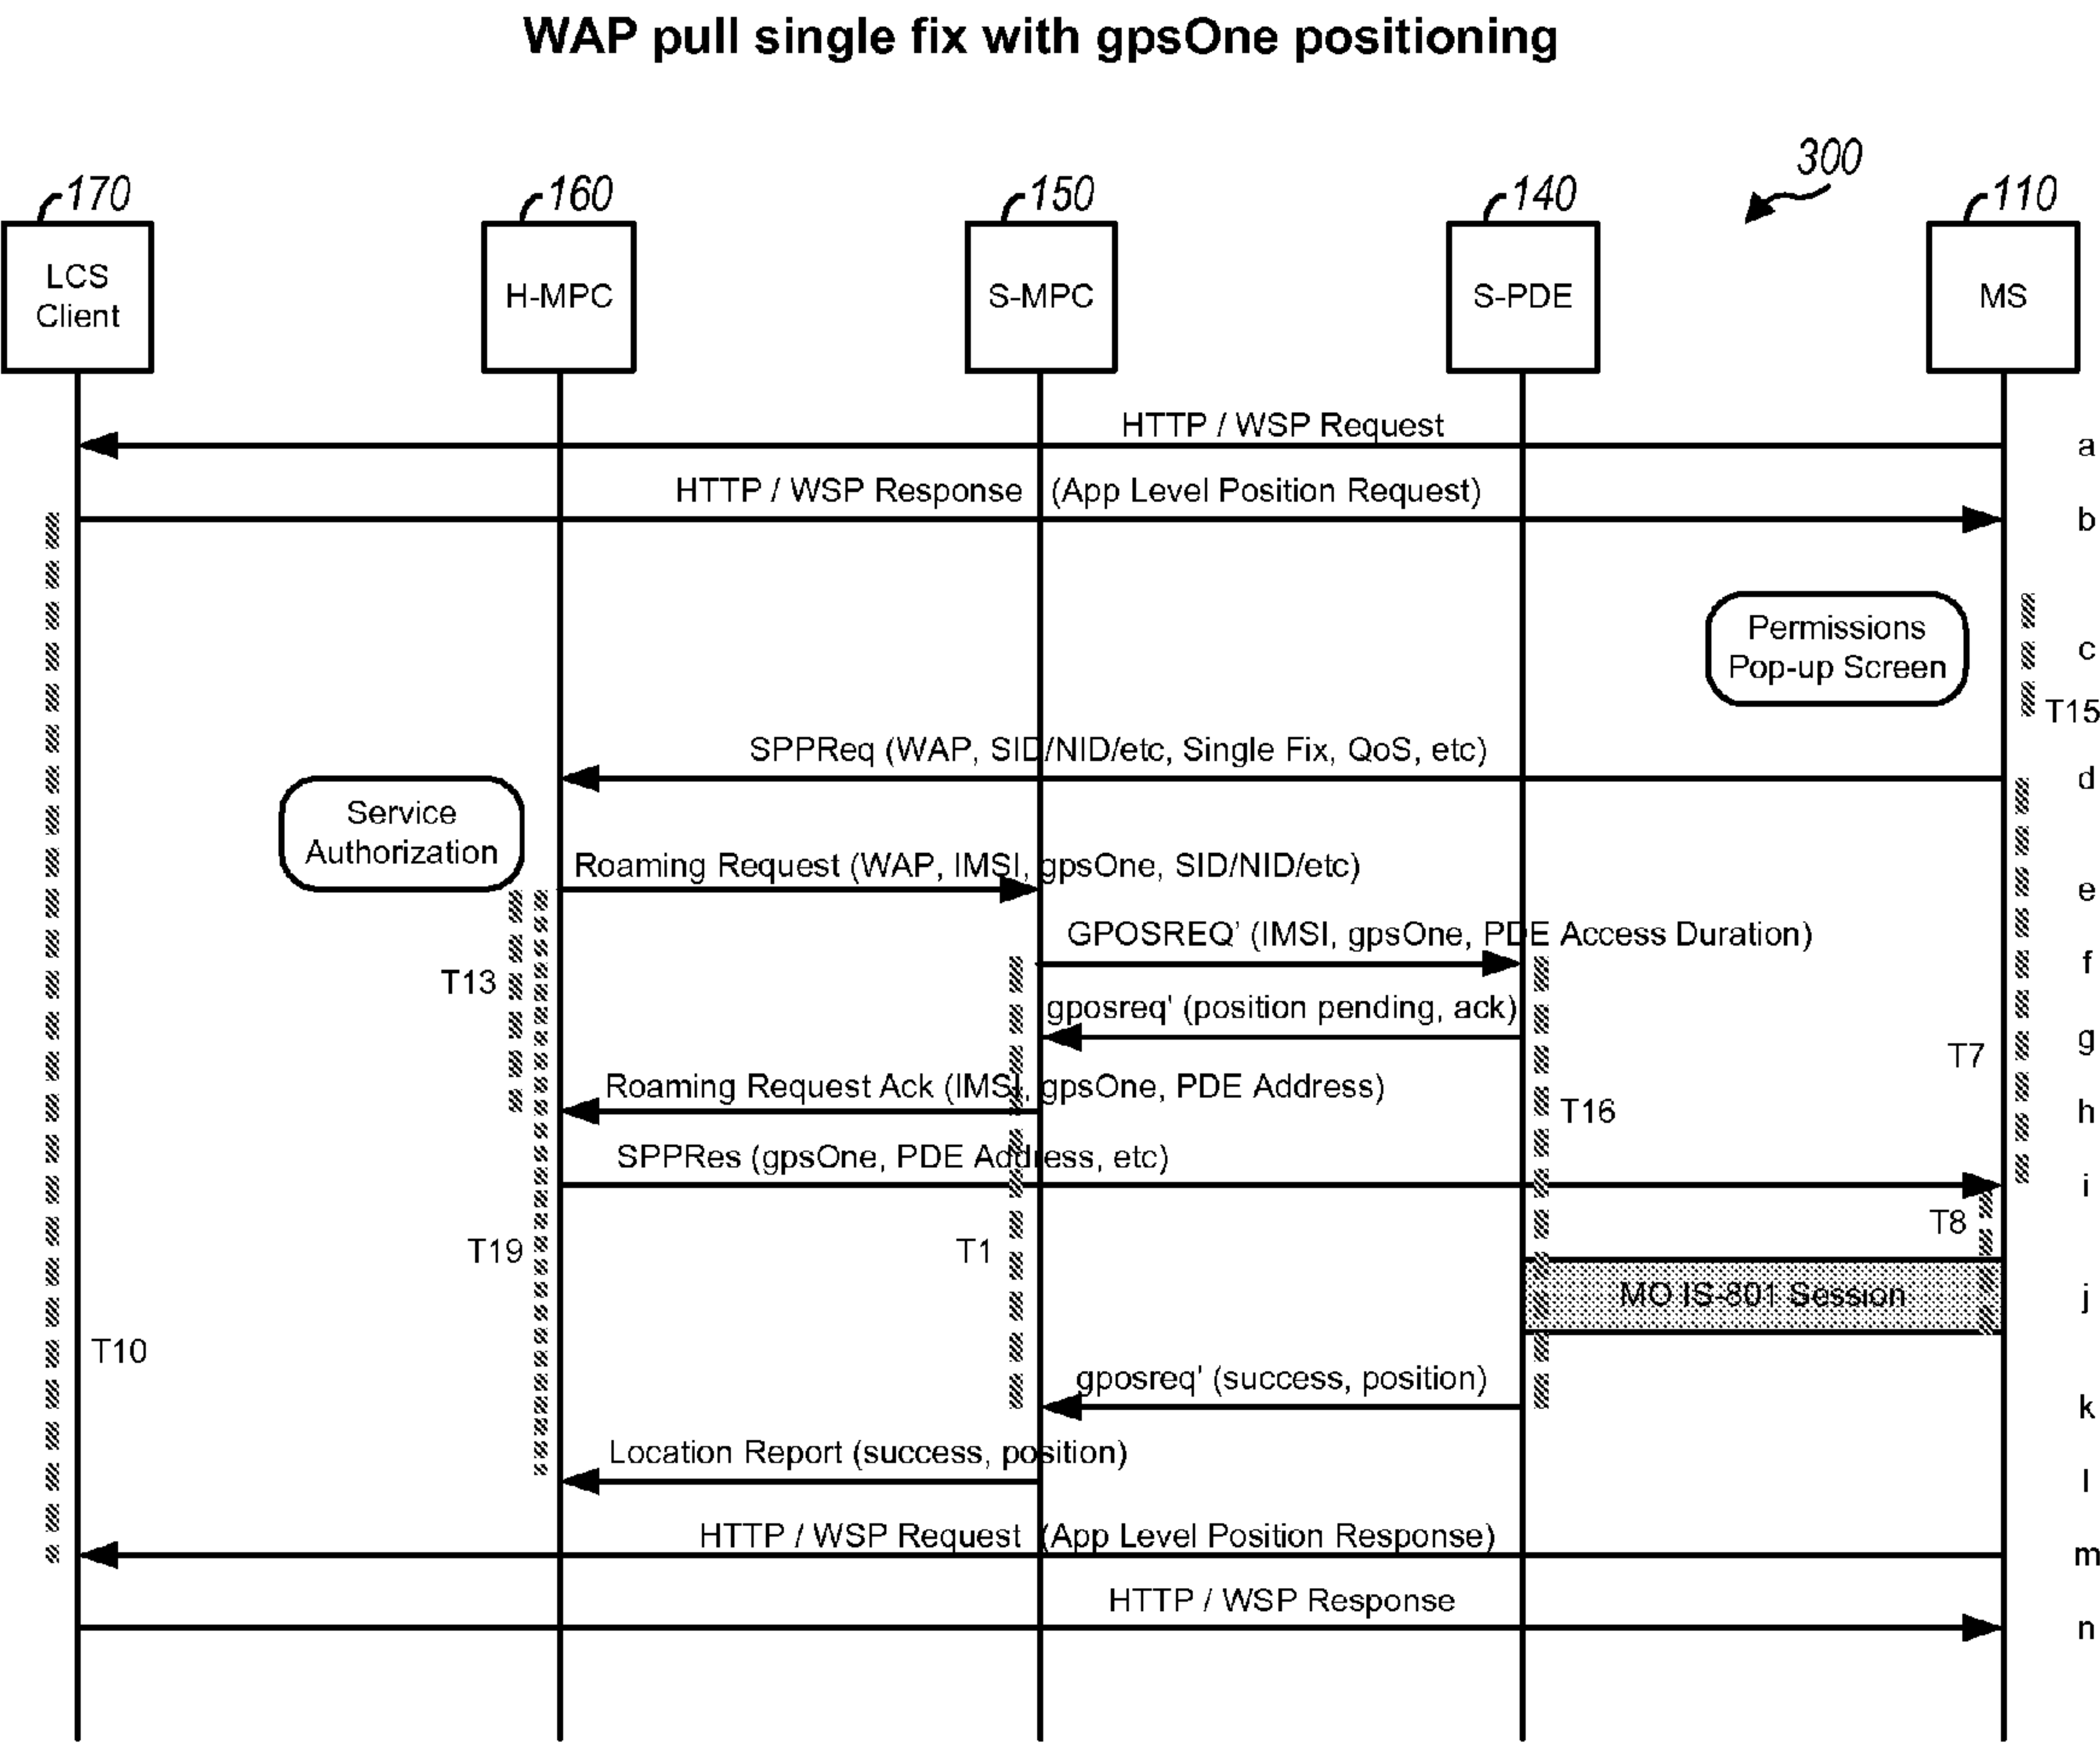 WAP pull single fix with gpsOne positioning
300
170
160
150
140
110
LCS
Client
H-MPC
S-MPC
S-PDE
MS
HTTP / WSP Request
a
HTTP / WSP Response (App Level Position Request)
b
Permissions
Pop-up Screen
c
T15
SPPReq (WAP, SID/NID/etc, Single Fix, QoS, etc)
d
Service
Authorization
Roaming Request (WAP, IMSI, gpsOne, SID/NID/etc)
e
GPOSREQ' (IMSI, gpsOne, PDE Access Duration)
f
T13
gposreq' (position pending, ack)
g
T7
Roaming Request Ack (IMSI, gpsOne, PDE Address)
h
T16
SPPRes (gpsOne, PDE Address, etc)
i
T8
T19
T1
MO IS-801 Session
j
T10
gposreq' (success, position)
k
Location Report (success, position)
l
HTTP / WSP Request (App Level Position Response)
m
HTTP / WSP Response
n